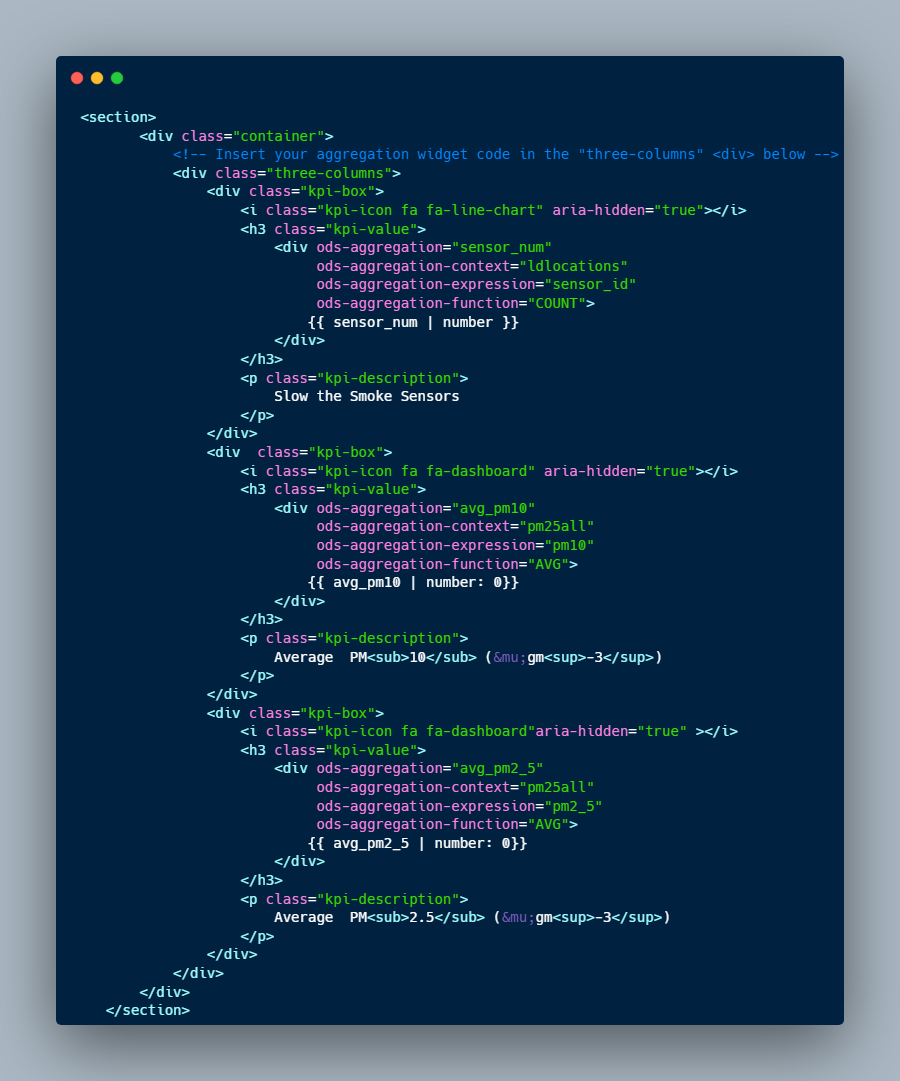 <section>
<div class="container">
<!-- Insert your aggregation widget code in the "three-columns" <div> below -->
<div class="three-columns">
<div class="kpi-box">
<i class="kpi-icon fa fa-line-chart" aria-hidden="true"></i>
<h3 class="kpi-value">
<div ods-aggregation="sensor_num"
ods-aggregation-context="ldlocations"
ods-aggregation-expression="sensor_id"
ods-aggregation-function="COUNT">
{{ sensor_num | number }}
</div>
</h3>
<p class="kpi-description">
Slow the Smoke Sensors
</p>
</div>
<div  class="kpi-box">
<i class="kpi-icon fa fa-dashboard" aria-hidden="true"></i>
<h3 class="kpi-value">
<div ods-aggregation="avg_pm10"
ods-aggregation-context="pm25all"
ods-aggregation-expression="pm10"
ods-aggregation-function="AVG">
{{ avg_pm10 | number: 0}}
</div>
</h3>
<p class="kpi-description">
Average  PM<sub>10</sub> (&mu;gm<sup>-3</sup>)
</p>
</div>
<div class="kpi-box">
<i class="kpi-icon fa fa-dashboard"aria-hidden="true" ></i>
<h3 class="kpi-value">
<div ods-aggregation="avg_pm2_5"
ods-aggregation-context="pm25all"
ods-aggregation-expression="pm2_5"
ods-aggregation-function="AVG">
{{ avg_pm2_5 | number: 0}}
</div>
</h3>
<p class="kpi-description">
Average  PM<sub>2.5</sub> (&mu;gm<sup>-3</sup>)
</p>
</div>
</div>
</div>
</section>